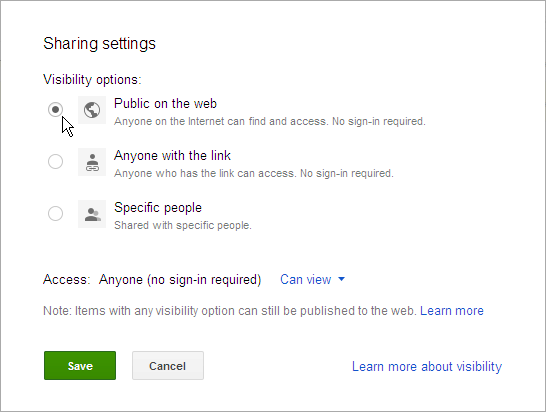 Sharing settings
Visibility options:
Public on the web
Anyone on the Internet can find and access. No sign-in required.
Anyone with the link
Anyone who has the link can access. No sign-in required.
Specific people
Shared with specific people.
Access: Anyone (no sign-in required) Can view
Note: Items with any visibility option can still be published to the web. Learn more
Save Cancel Learn more about visibility